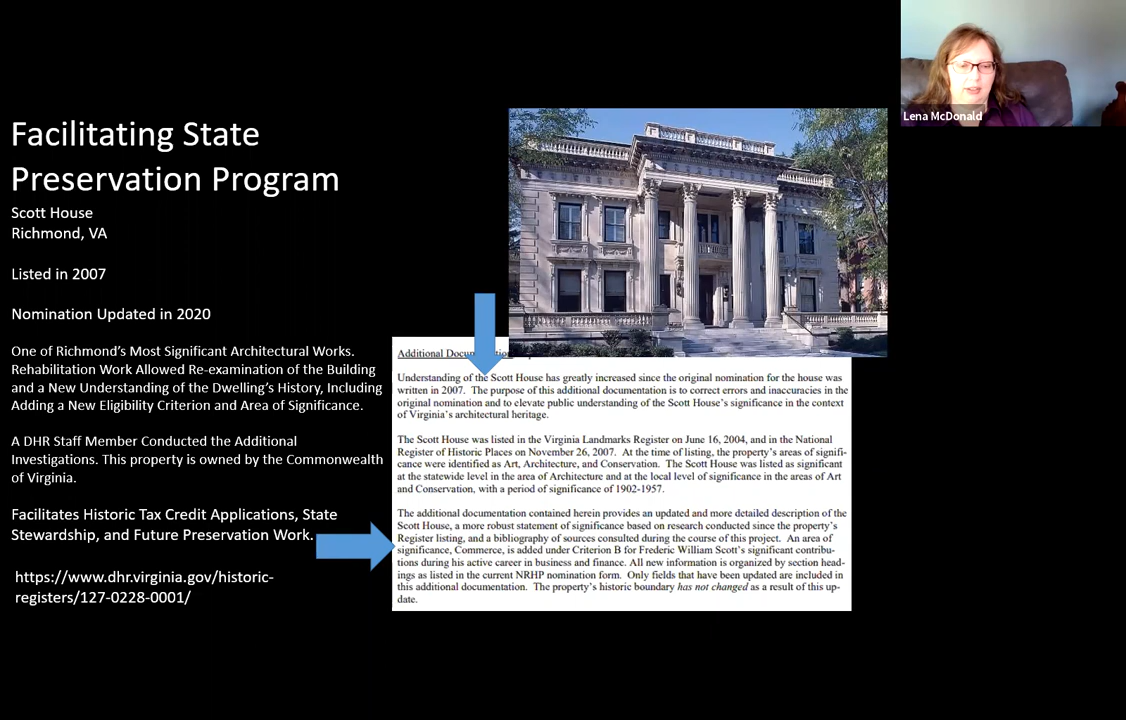 Lena McDonald
Facilitating State
Preservation Program
Scott House
Richmond, VA
Listed in 2007
Nomination Updated in 2020
One of Richmond's Most Significant Architectural Works.
Rehabilitation Work Allowed Re-examination of the Building
and a New Understanding of the Dwelling's History, Including
Adding a New Eligibility Criterion and Area of Significance.
A DHR Staff Member Conducted the Additional
Investigations. This property is owned by the Commonwealth
of Virginia.
Facilitates Historic Tax Credit Applications, State
Stewardship, and Future Preservation Work.
https://www.dhr.virginia.gov/historic-
registers/127-0228-0001/
Additional
Understanding of the Scott House has greatly increased since the original nomination for the house was
written in 2007. The purpose of this additional documentation is to correct errors and inaccuracies in the
original nomination and to elevate public understanding of the Scott House's significance in the context
of Virginia's architectural heritage.
The Scott House was listed in the Virginia Landmarks Register on June 16, 2004, and in the National
Register of Historic Places on November 26, 2007. At the time of listing, the property's areas of signifi-
cance were identified as Art, Architecture, and Conservation. The Scott House was listed as significant
at the statewide level in the area of Architecture and at the local level of significance in the areas of Art
and Conservation, with a period of significance of 1902-1957.
The additional documentation contained herein provides an updated and more detailed description of the
Scott House, a more robust statement of significance based on research conducted since the property's
Register listing, and a bibliography of sources consulted during the course of this project. An area of
significance, Commerce, is added under Criterion B for Frederic William Scott's significant contribu-
tions during his active career in business and finance. All new information is organized by section head-
ings as listed in the current NRHP nomination form. Only fields that have been updated are included in
this additional documentation. The property's historic boundary has not changed as a result of this up-
date.